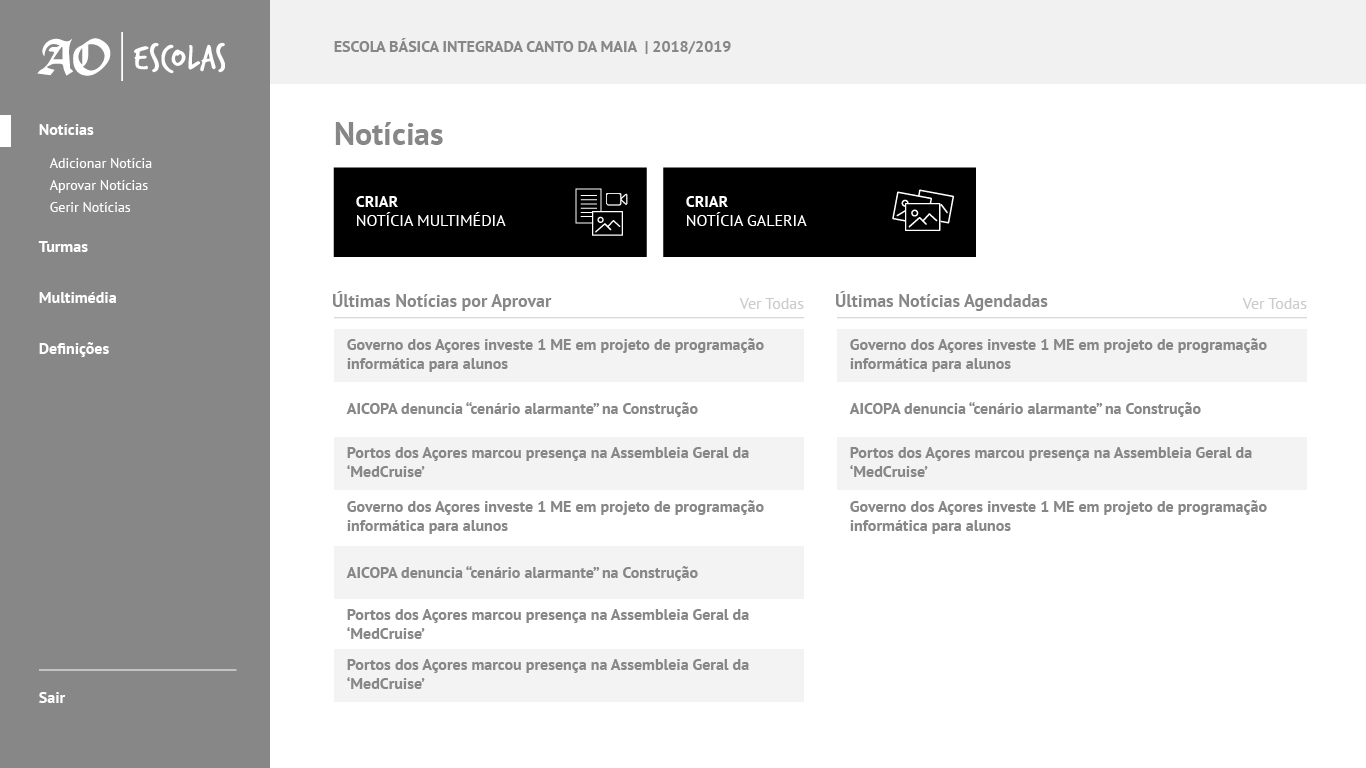 AO | ESCOLAS
Notícias
Adicionar Notícia
Aprovar Notícias
Gerir Notícias
Turmas
Multimédia
Definições
Sair
ESCOLA BÁSICA INTEGRADA CANTO DA MAIA | 2018/2019
Notícias
CRIAR
NOTÍCIA MULTIMÉDIA
CRIAR
NOTÍCIA GALERIA
Últimas Notícias por Aprovar
Ver Todas
Governo dos Açores investe 1 ME em projeto de programação
informática para alunos
AICOPA denuncia “cenário alarmante” na Construção
Portos dos Açores marcou presença na Assembleia Geral da
‘MedCruise’
Governo dos Açores investe 1 ME em projeto de programação
informática para alunos
AICOPA denuncia “cenário alarmante” na Construção
Portos dos Açores marcou presença na Assembleia Geral da
‘MedCruise’
Portos dos Açores marcou presença na Assembleia Geral da
‘MedCruise’
Últimas Notícias Agendadas
Ver Todas
Governo dos Açores investe 1 ME em projeto de programação
informática para alunos
AICOPA denuncia “cenário alarmante” na Construção
Portos dos Açores marcou presença na Assembleia Geral da
‘MedCruise’
Governo dos Açores investe 1 ME em projeto de programação
informática para alunos